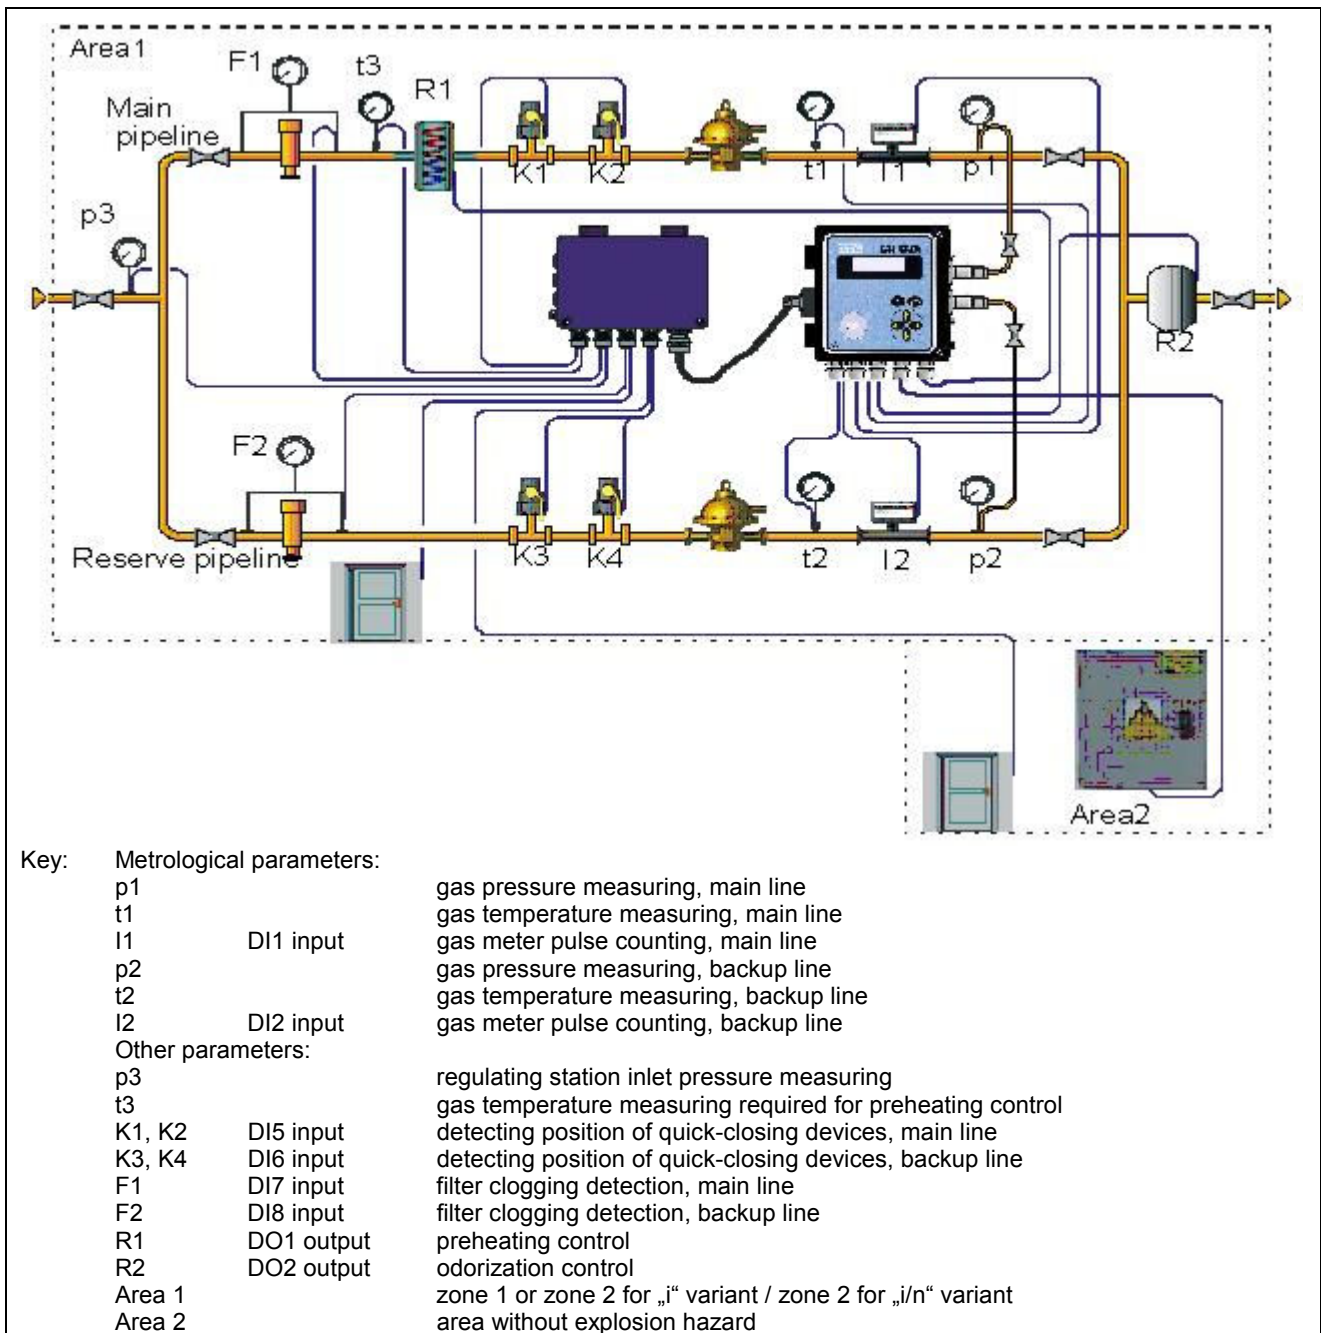 Area1
F1
t3
R1
Main
pipeline
K1
K2
t1
I1
p1
p3
R2
F2
K3
K4
t2
I2
p2
Reserve pipeline
Area2
Key: Metrological parameters:
p1 gas pressure measuring, main line
t1 gas temperature measuring, main line
I1 DI1 input gas meter pulse counting, main line
p2 gas pressure measuring, backup line
t2 gas temperature measuring, backup line
I2 DI2 input gas meter pulse counting, backup line
Other parameters:
p3 regulating station inlet pressure measuring
t3 gas temperature measuring required for preheating control
K1, K2 DI5 input detecting position of quick-closing devices, main line
K3, K4 DI6 input detecting position of quick-closing devices, backup line
F1 DI7 input filter clogging detection, main line
F2 DI8 input filter clogging detection, backup line
R1 DO1 output preheating control
R2 DO2 output odorization control
Area 1 zone 1 or zone 2 for „i“ variant / zone 2 for „i/n“ variant
Area 2 area without explosion hazard